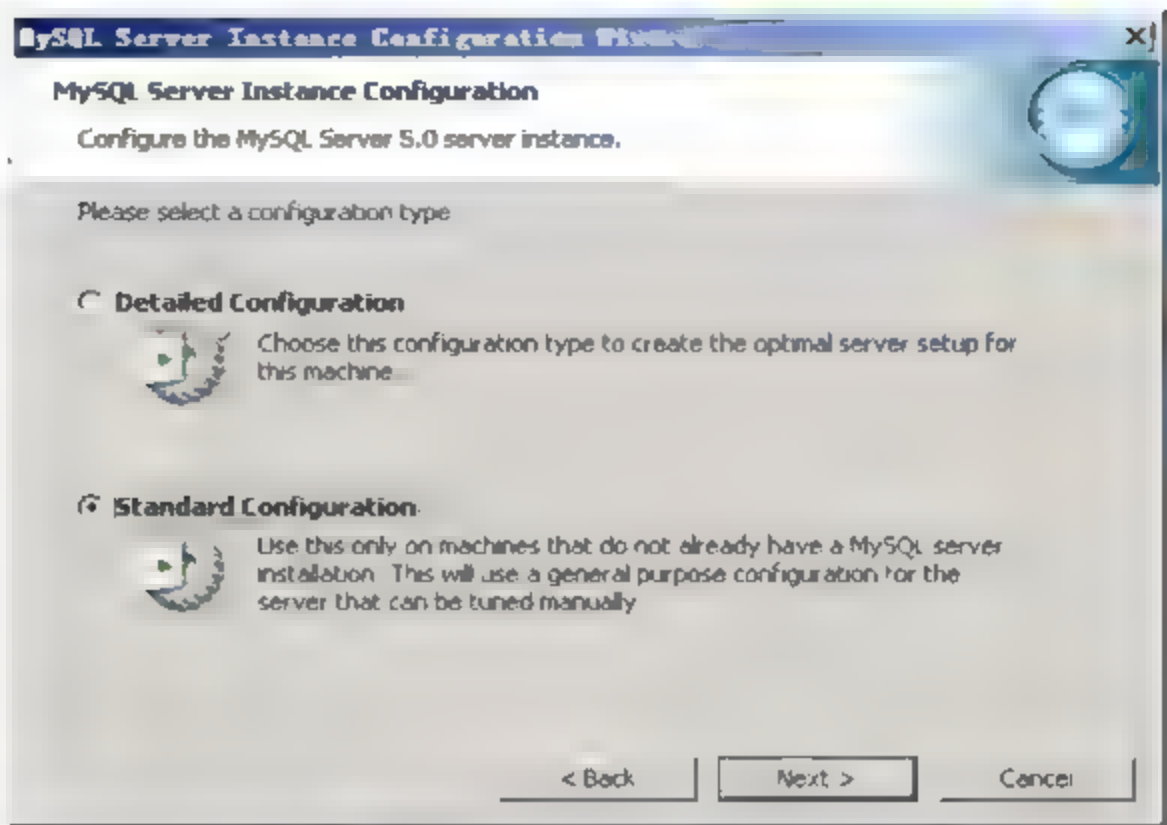 MySQL Server Instance Configuration
MySQL Server Instance Configuration
Configure the MySQL Server 5.0 server instance.
Please select a configuration type
Detailed Configuration
Choose this configuration type to create the optimal server setup for
this machine
Standard Configuration
Use this only on machines that do not already have a MySQL server
installation. This will use a general purpose configuration for the
server that can be tuned manually
< Back
Next >
Cancel